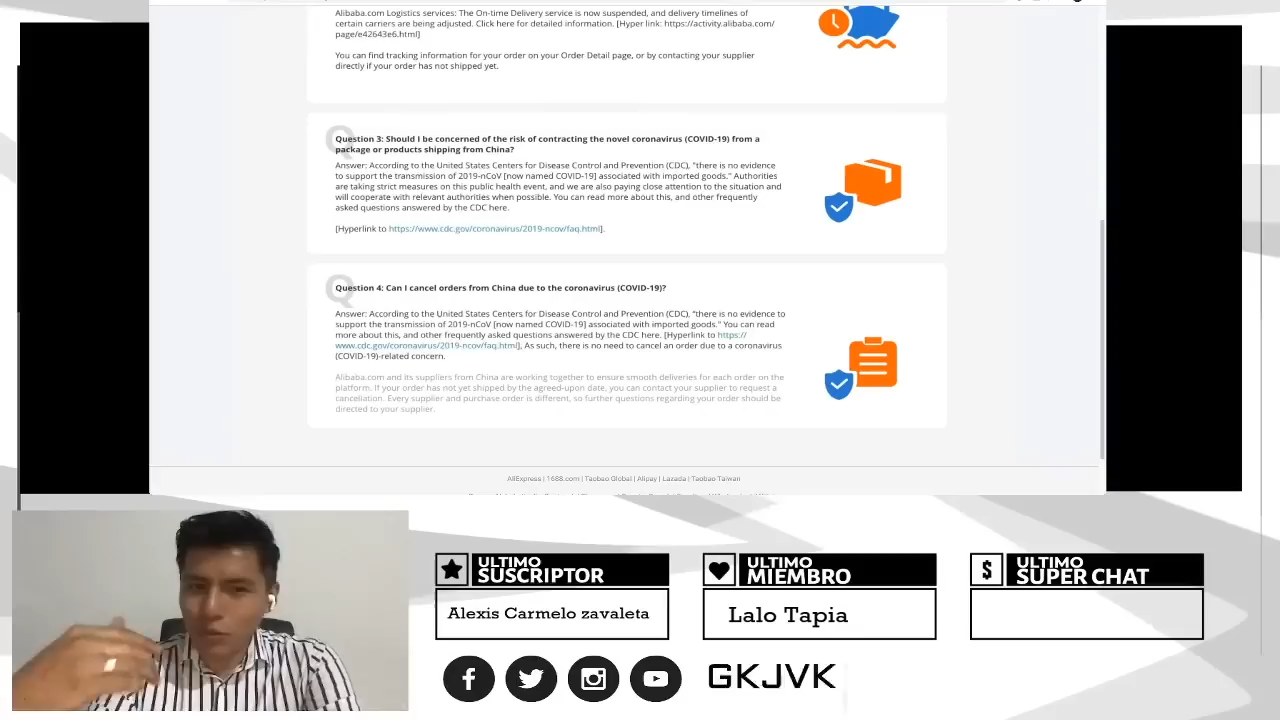 Alibaba.com Logistics services: The On-time Delivery service is now suspended, and delivery timelines of
certain carriers are being adjusted. Click here for detailed information. [Hyper link: https://activity.alibaba.com/
page/e42643e6.html]
You can find tracking information for your order on your Order Detail page, or by contacting your supplier
directly if your order has not shipped yet.
Q
Question 3: Should I be concerned of the risk of contracting the novel coronavirus (COVID-19) from a
package or products shipping from China?
Answer: According to the United States Centers for Disease Control and Prevention (CDC), "there is no evidence
to support the transmission of 2019-nCoV [now named COVID-19] associated with imported goods." Authorities
are taking strict measures on this public health event, and we are also paying close attention to the situation and
will cooperate with relevant authorities when possible. You can read more about this, and other frequently
asked questions answered by the CDC here.
[Hyperlink to https://www.cdc.gov/coronavirus/2019-ncov/faq.html].
Q
Question 4: Can I cancel orders from China due to the coronavirus (COVID-19)?
Answer: According to the United States Centers for Disease Control and Prevention (CDC), "there is no evidence to
support the transmission of 2019-nCoV [now named COVID-19] associated with imported goods." You can read
more about this, and other frequently asked questions answered by the CDC here. [Hyperlink to https://
www.cdc.gov/coronavirus/2019-ncov/faq.html], As such, there is no need to cancel an order due to a coronavirus
(COVID-19)-related concern.
Alibaba.com and its suppliers from China are working together to ensure smooth deliveries for each order on the
platform. If your order has not yet shipped by the agreed-upon date, you can contact your supplier to request a
cancellation. Every supplier and purchase order is different, so further questions regarding your order should be
directed to your supplier.
AliExpress | 1688.com | Taobao Global | Alipay | Lazada | Taobao Taiwan
ULTIMO
SUSCRIPTOR
Alexis Carmelo zavaleta
ULTIMO
MIEMBRO
Lalo Tapia
$
ULTIMO
SUPER CHAT
GKJVK